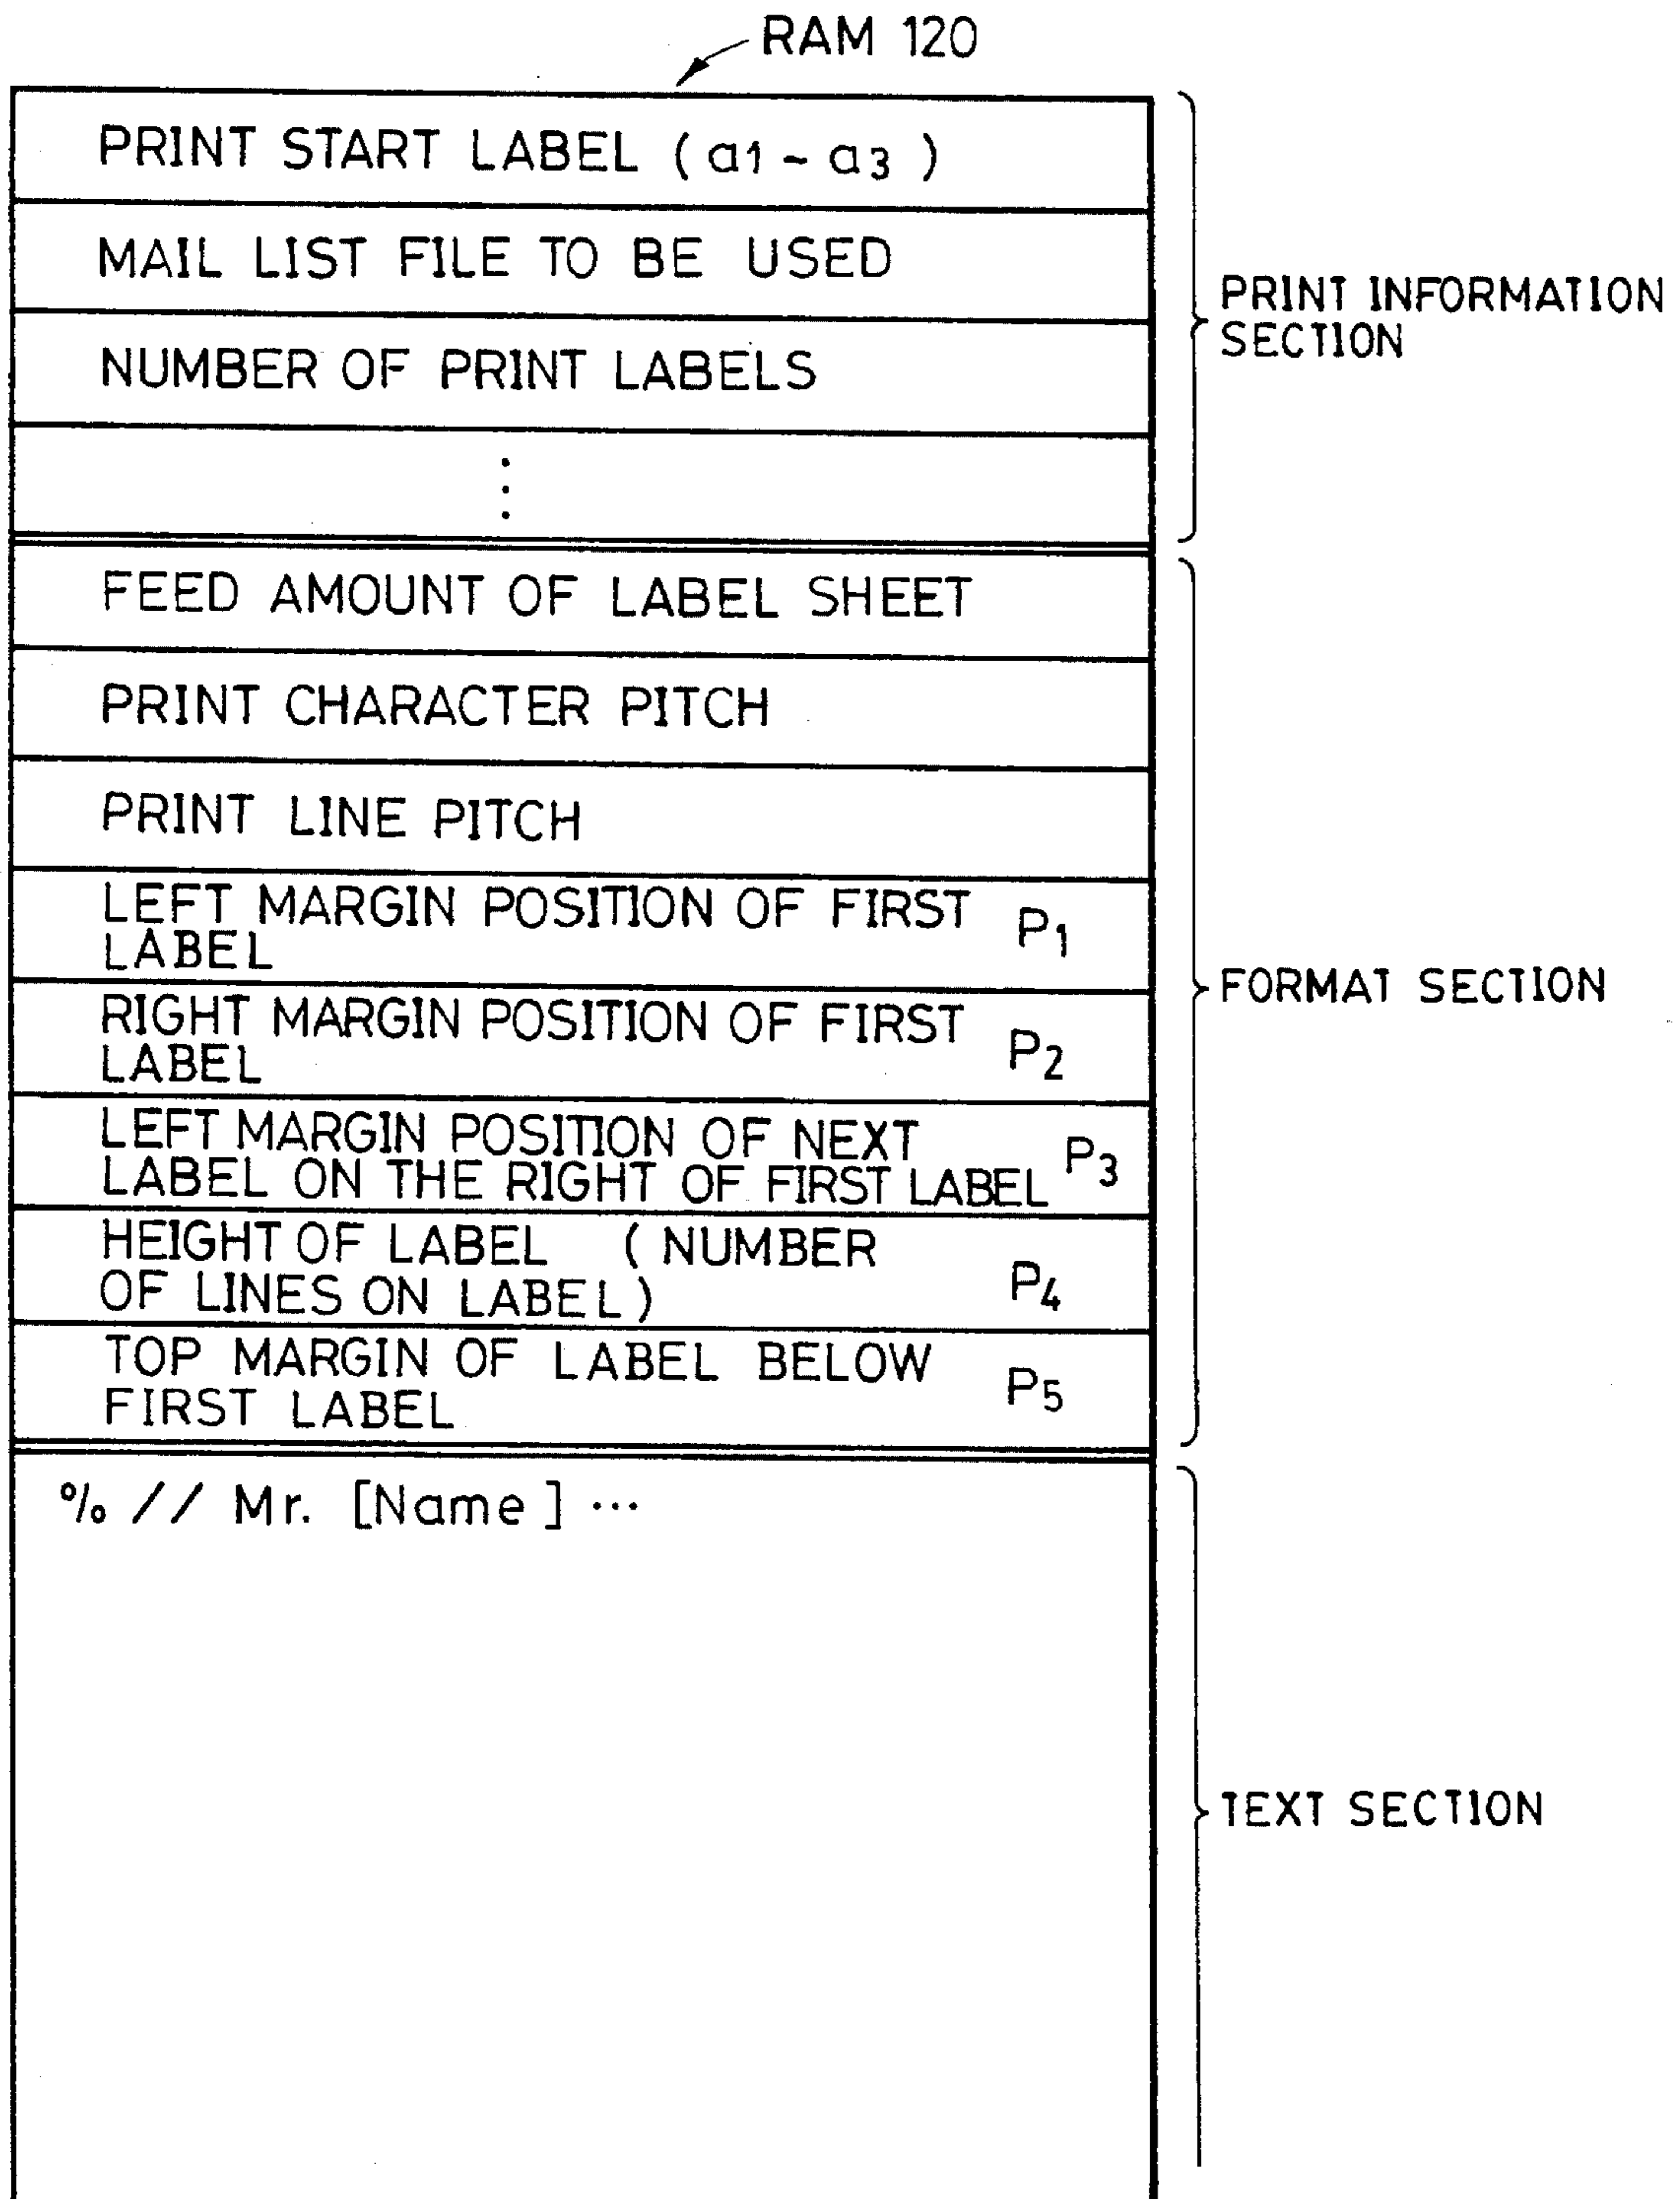 RAM 120
PRINT START LABEL (a1 ~ a3)
MAIL LIST FILE TO BE USED
NUMBER OF PRINT LABELS
⋮
PRINT INFORMATION
SECTION
FEED AMOUNT OF LABEL SHEET
PRINT CHARACTER PITCH
PRINT LINE PITCH
LEFT MARGIN POSITION OF FIRST
LABEL
P1
RIGHT MARGIN POSITION OF FIRST
LABEL
P2
LEFT MARGIN POSITION OF NEXT
LABEL ON THE RIGHT OF FIRST LABEL
P3
HEIGHT OF LABEL (NUMBER
OF LINES ON LABEL)
P4
TOP MARGIN OF LABEL BELOW
FIRST LABEL
P5
FORMAT SECTION
% // Mr. [Name] ...
TEXT SECTION